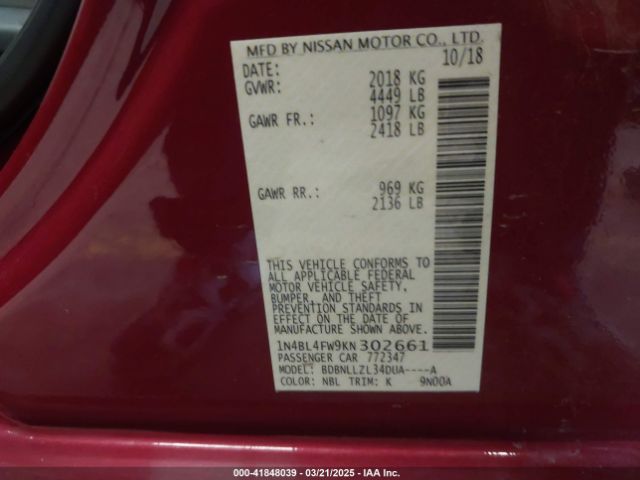 MFD BY NISSAN MOTOR CO., LTD.
DATE: 10/18
GVWR: 2018 KG
4449 LB
GAWR FR.: 1097 KG
2418 LB
GAWR RR.: 969 KG
2136 LB
THIS VEHICLE CONFORMS TO
ALL APPLICABLE FEDERAL
MOTOR VEHICLE SAFETY,
BUMPER, AND THEFT
PREVENTION STANDARDS IN
EFFECT ON THE DATE OF
MANUFACTURE SHOWN ABOVE.
1N4BL4FW9KN302661
PASSENGER CAR 772347
MODEL: BDBNLLZL34DUA----A
COLOR: NBL TRIM: K 9N00A
000-41848039 — 03/21/2025 — IAA Inc.